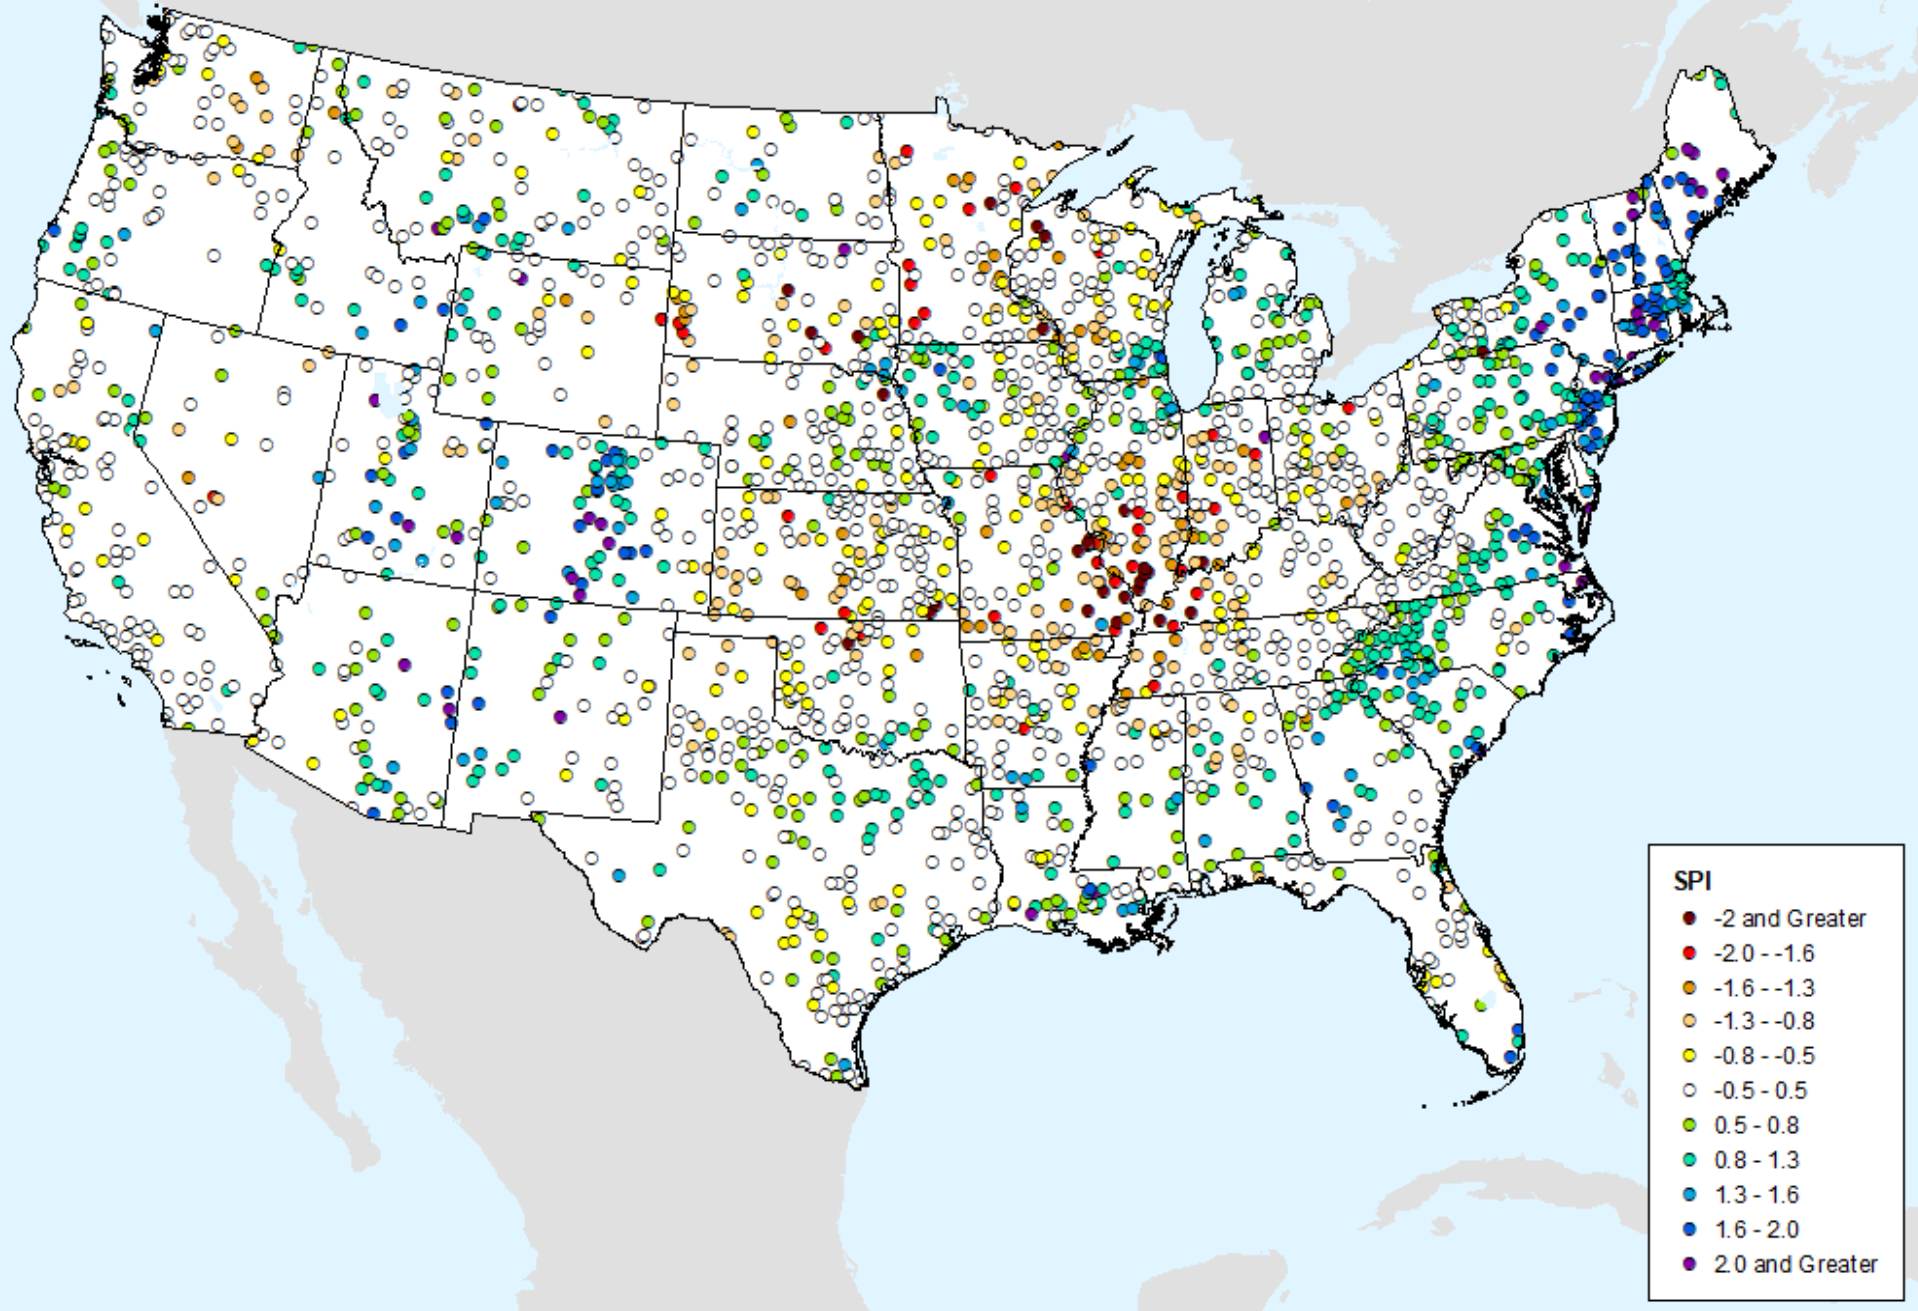 SPI
-2 and Greater
-2.0 - -1.6
-1.6 - -1.3
-1.3 - -0.8
-0.8 - -0.5
-0.5 - 0.5
0.5 - 0.8
0.8 - 1.3
1.3 - 1.6
1.6 - 2.0
2.0 and Greater